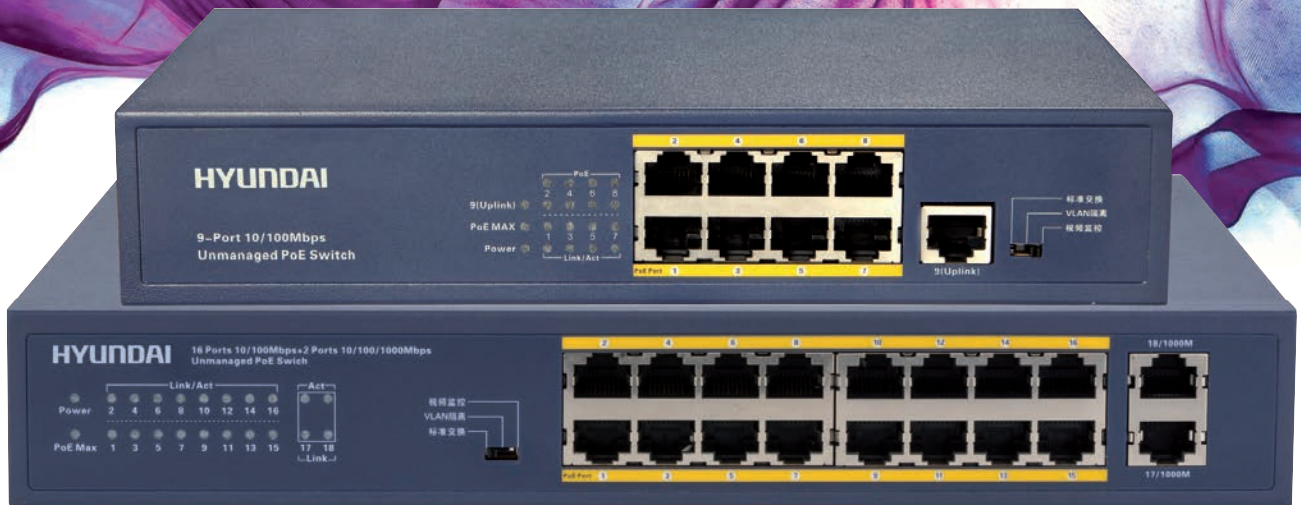 HYUNDAI
9-Port 10/100Mbps
Unmanaged PoE Switch
PoE
2 4 6 8
9(Uplink)
PoE MAX
1 3 5 7
Power
Link/Act
2 4 6 8
PoE Port 1 3 5 7
9(Uplink)
标准交换
VLAN隔离
视频监控
HYUNDAI
16 Ports 10/100Mbps+2 Ports 10/100/1000Mbps
Unmanaged PoE Swich
Link/Act
Act
Power 2 4 6 8 10 12 14 16
PoE Max 1 3 5 7 9 11 13 15
17 18
Link
视频监控
VLAN隔离
标准交换
2 4 6 8 10 12 14 16
PoE Port 1 3 5 7 9 11 13 15
18/1000M
17/1000M